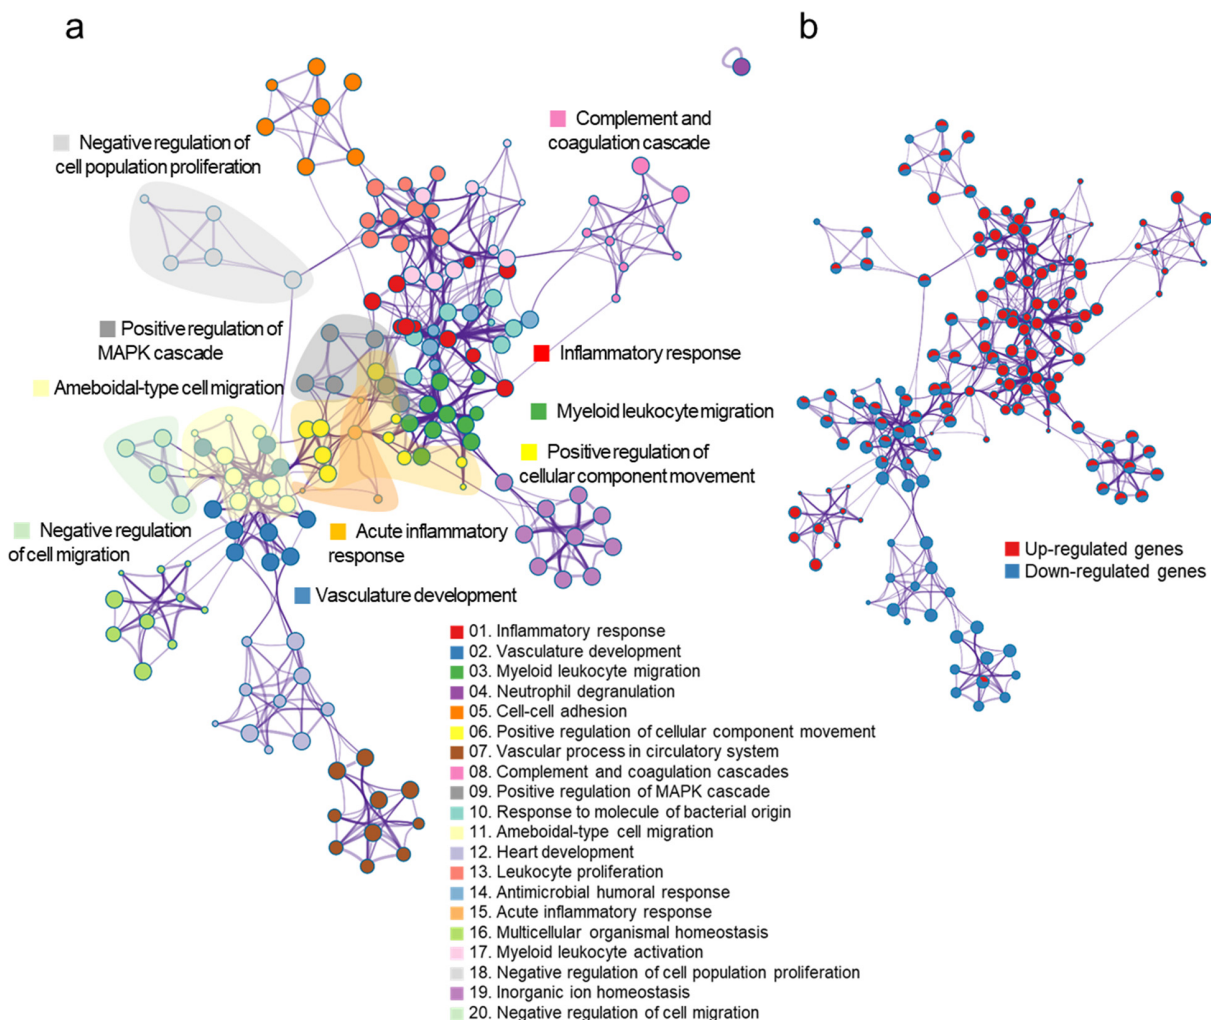 a
b
Negative regulation of
cell population proliferation
Complement and
coagulation cascade
Positive regulation of
MAPK cascade
Inflammatory response
Ameboidal-type cell migration
Myeloid leukocyte migration
Positive regulation of
cellular component movement
Negative regulation
of cell migration
Acute inflammatory
response
Vasculature development
Up-regulated genes
Down-regulated genes
01. Inflammatory response
02. Vasculature development
03. Myeloid leukocyte migration
04. Neutrophil degranulation
05. Cell-cell adhesion
06. Positive regulation of cellular component movement
07. Vascular process in circulatory system
08. Complement and coagulation cascades
09. Positive regulation of MAPK cascade
10. Response to molecule of bacterial origin
11. Ameboidal-type cell migration
12. Heart development
13. Leukocyte proliferation
14. Antimicrobial humoral response
15. Acute inflammatory response
16. Multicellular organismal homeostasis
17. Myeloid leukocyte activation
18. Negative regulation of cell population proliferation
19. Inorganic ion homeostasis
20. Negative regulation of cell migration